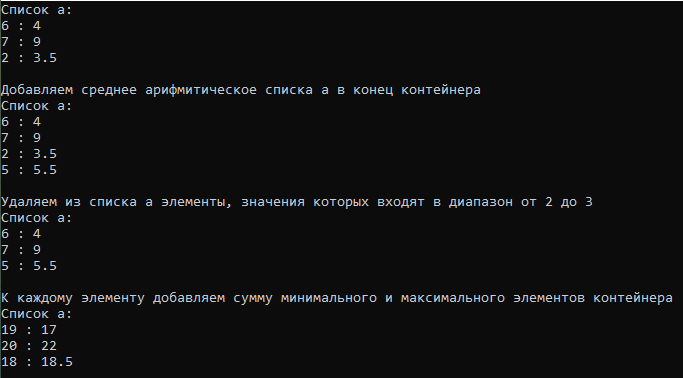 Список a:
6 : 4
7 : 9
2 : 3.5
Добавляем среднее арифмитическое списка a в конец контейнера
Список a:
6 : 4
7 : 9
2 : 3.5
5 : 5.5
Удаляем из списка a элементы, значения которых входят в диапазон от 2 до 3
Список a:
6 : 4
7 : 9
5 : 5.5
К каждому элементу добавляем сумму минимального и максимального элементов контейнера
Список a:
19 : 17
20 : 22
18 : 18.5